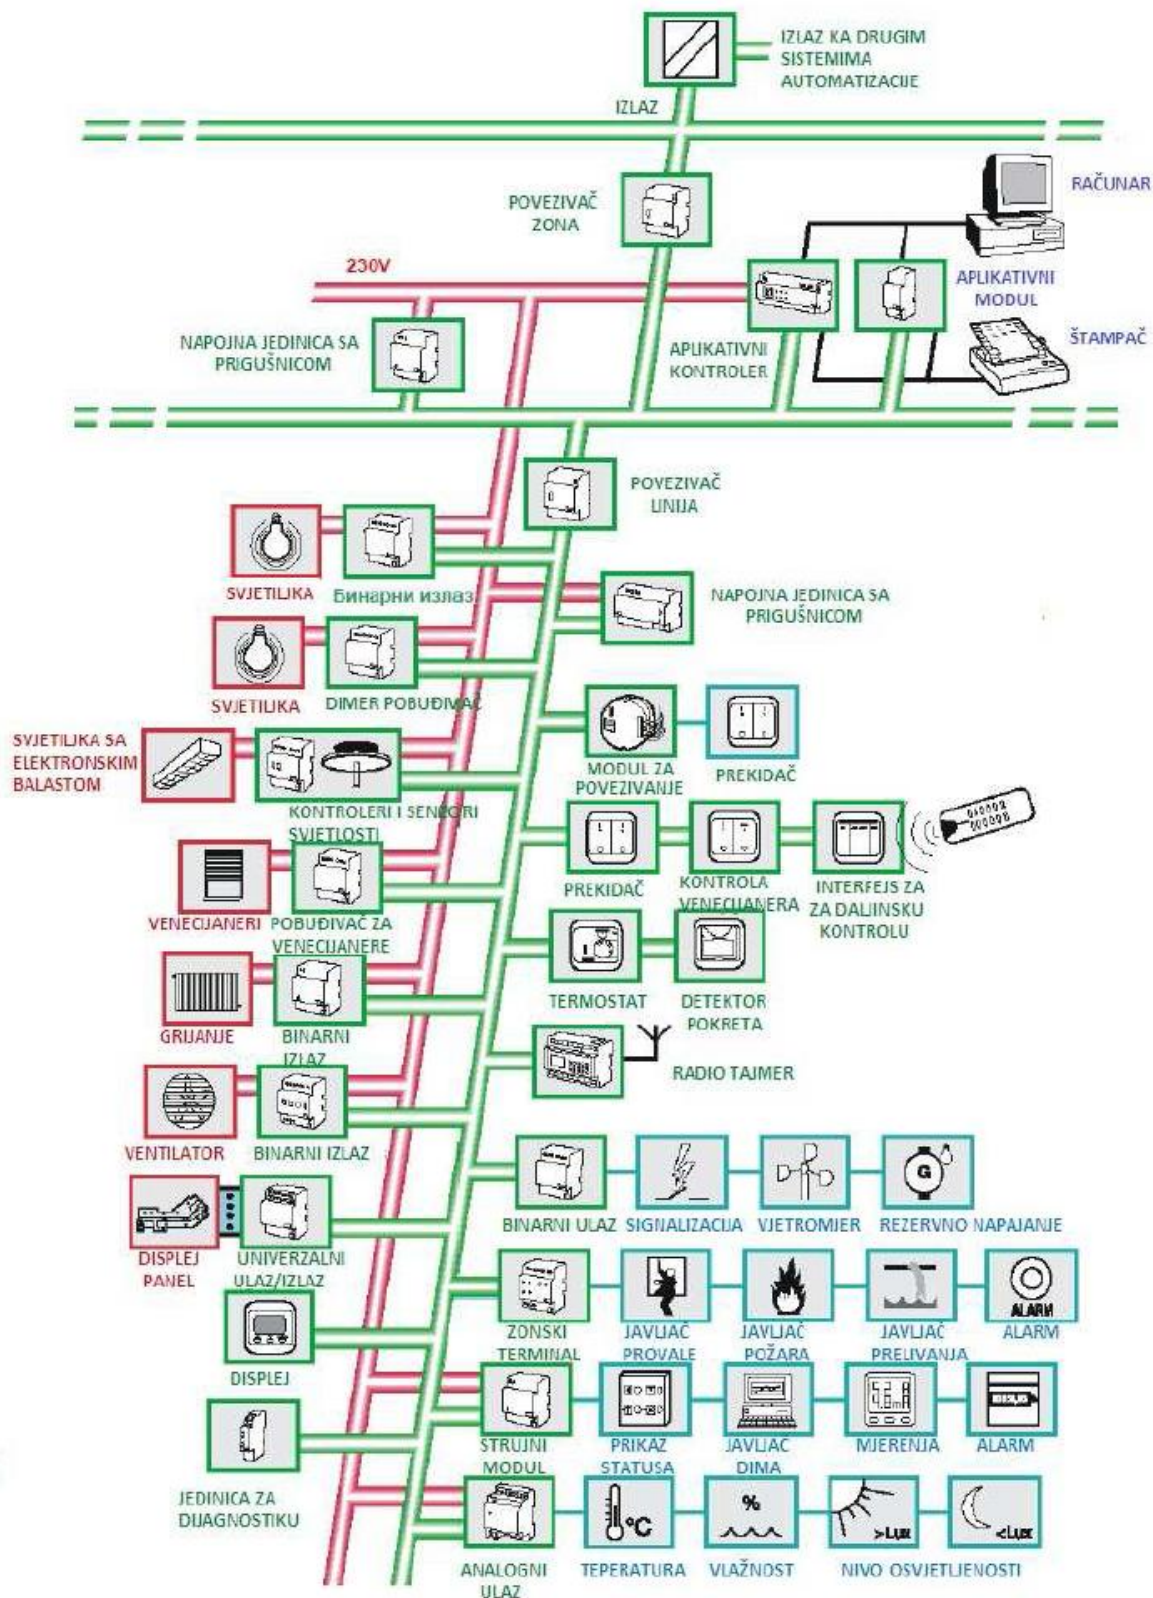 IZLAZ KA DRUGIM
SISTEMIMA
AUTOMATIZACIJE
IZLAZ
POVEZIVAČ
ZONA
RAČUNAR
230V
APLIKATIVNI
MODUL
NAPOJNA JEDINICA SA
PRIGUŠNICOM
APLIKATIVNI
KONTROLER
ŠTAMPAČ
POVEZIVAČ
LINIJA
SVJETILJKA
Бинарни излаз
NAPOJNA JEDINICA SA
PRIGUŠNICOM
SVJETILJKA
DIMER POBUĐIVAČ
SVJETILJKA SA
ELEKTRONSKIM
BALASTOM
MODUL ZA
POVEZIVANJE
PREKIDAČ
KONTROLERI I SENZORI
SVJETLOSTI
PREKIDAČ
KONTROLA
VENECIJANERA
INTERFEJS ZA
ZA DALJINSKU
KONTROLU
VENECIJANERI
POBUĐIVAČ ZA
VENECIJANERE
TERMOSTAT
DETEKTOR
POKRETA
GRIJANJE
BINARNI
IZLAZ
RADIO TAJMER
VENTILATOR
BINARNI IZLAZ
G
BINARNI ULAZ
SIGNALIZACIJA
VJETROMJER
REZERVNO NAPAJANJE
DISPLEJ
PANEL
UNIVERZALNI
ULAZ/IZLAZ
ALARM
ZONSKI
TERMINAL
JAVLJAČ
PROVALE
JAVLJAČ
POŽARA
JAVLJAČ
PRELIVANJA
ALARM
DISPLEJ
STRUJNI
MODUL
PRIKAZ
STATUSA
JAVLJAC
DIMA
MJERENJA
ALARM
JEDINICA ZA
DIJAGNOSTIKU
°C
%
>Lux
<Lux
ANALOGNI
ULAZ
TEPERATURA
VLAŽNOST
NIVO OSVJETLJENOSTI